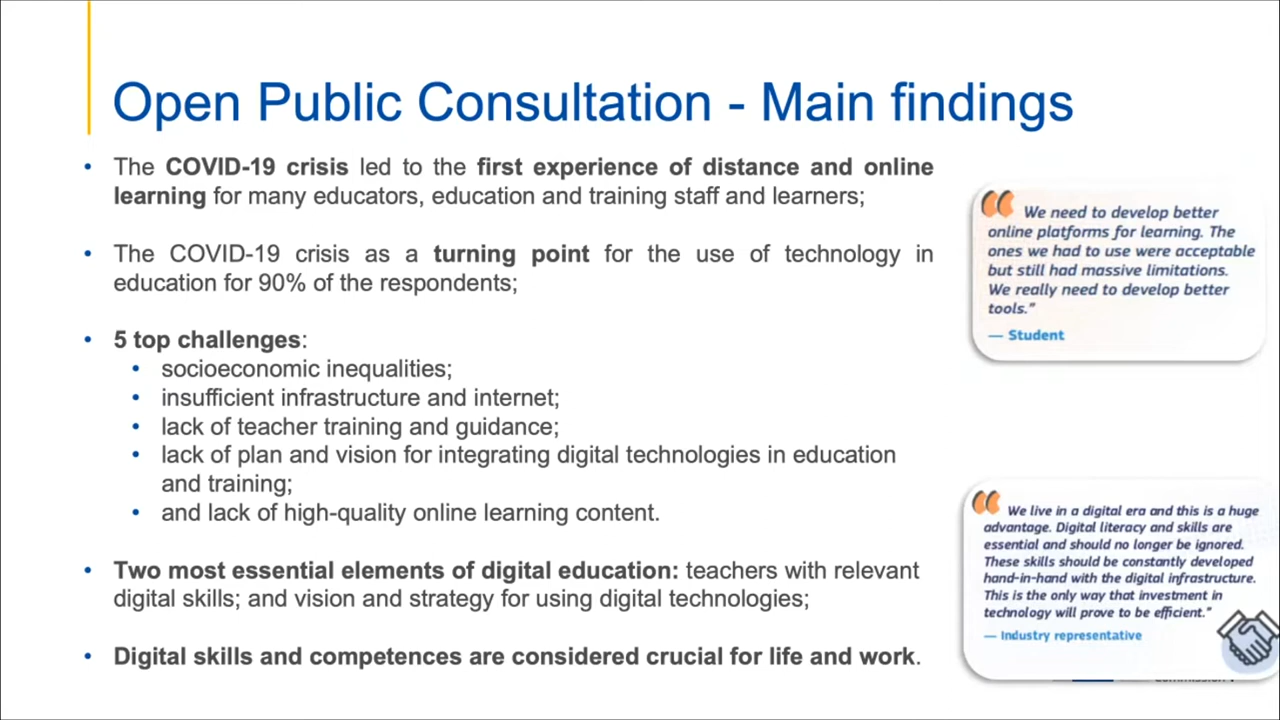 Open Public Consultation - Main findings
• The COVID-19 crisis led to the first experience of distance and online
learning for many educators, education and training staff and learners;
• The COVID-19 crisis as a turning point for the use of technology in
education for 90% of the respondents;
• 5 top challenges:
• socioeconomic inequalities;
• insufficient infrastructure and internet;
• lack of teacher training and guidance;
• lack of plan and vision for integrating digital technologies in education
and training;
• and lack of high-quality online learning content.
• Two most essential elements of digital education: teachers with relevant
digital skills; and vision and strategy for using digital technologies;
• Digital skills and competences are considered crucial for life and work.
“ We need to develop better
online platforms for learning. The
ones we had to use were acceptable
but still had massive limitations.
We really need to develop better
tools.”
— Student
“ We live in a digital era and this is a huge
advantage. Digital literacy and skills are
essential and should no longer be ignored.
These skills should be constantly developed
hand-in-hand with the digital infrastructure.
This is the only way that investment in
technology will prove to be efficient.”
— Industry representative